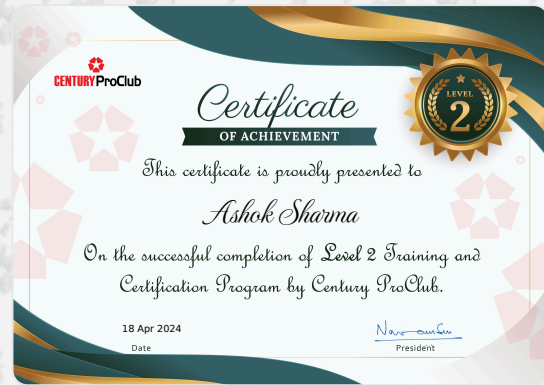 CENTURY ProClub
Certificate
OF ACHIEVEMENT
LEVEL
2
This certificate is proudly presented to
Ashok Sharma
On the successful completion of Level 2 Training and
Certification Program by Century ProClub.
18 Apr 2024
Date
President